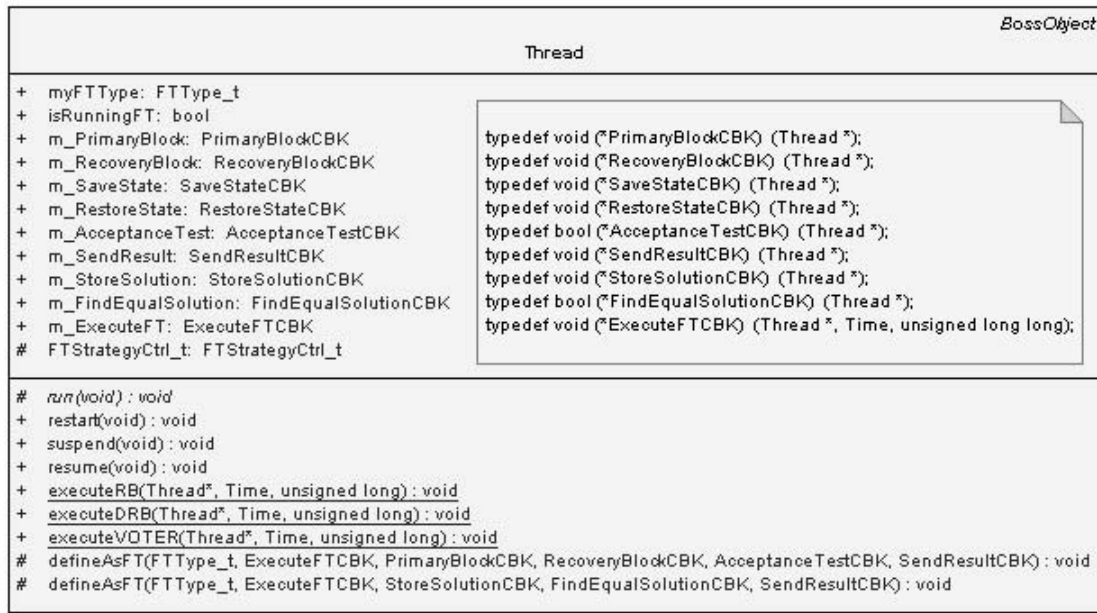 BossObject
Thread
+ myFTType: FTType_t
+ isRunningFT: bool
+ m_PrimaryBlock: PrimaryBlockCBK
+ m_RecoveryBlock: RecoveryBlockCBK
+ m_SaveState: SaveStateCBK
+ m_RestoreState: RestoreStateCBK
+ m_AcceptanceTest: AcceptanceTestCBK
+ m_SendResult: SendResultCBK
+ m_StoreSolution: StoreSolutionCBK
+ m_FindEqualSolution: FindEqualSolutionCBK
+ m_ExecuteFT: ExecuteFTCBK
# FTStrategyCtrl_t: FTStrategyCtrl_t
typedef void (*PrimaryBlockCBK) (Thread *);
typedef void (*RecoveryBlockCBK) (Thread *);
typedef void (*SaveStateCBK) (Thread *);
typedef void (*RestoreStateCBK) (Thread *);
typedef bool (*AcceptanceTestCBK) (Thread *);
typedef void (*SendResultCBK) (Thread *);
typedef void (*StoreSolutionCBK) (Thread *);
typedef bool (*FindEqualSolutionCBK) (Thread *);
typedef void (*ExecuteFTCBK) (Thread *, Time, unsigned long long);
# run(void) : void
+ restart(void) : void
+ suspend(void) : void
+ resume(void) : void
+ executeRB(Thread*, Time, unsigned long) : void
+ executeDRB(Thread*, Time, unsigned long) : void
+ executeVOTER(Thread*, Time, unsigned long) : void
# defineAsFT(FTType_t, ExecuteFTCBK, PrimaryBlockCBK, RecoveryBlockCBK, AcceptanceTestCBK, SendResultCBK) : void
# defineAsFT(FTType_t, ExecuteFTCBK, StoreSolutionCBK, FindEqualSolutionCBK, SendResultCBK) : void